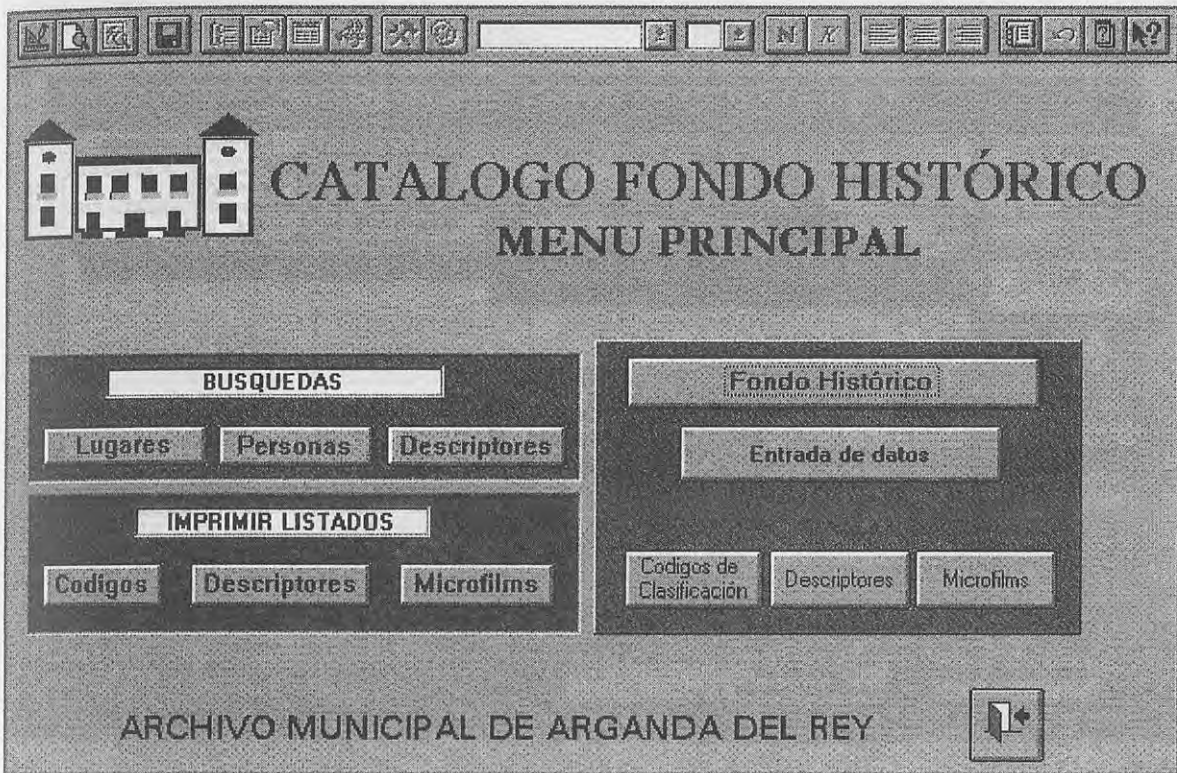 N K
CATALOGO FONDO HISTÓRICO
MENU PRINCIPAL
BUSQUEDAS
Lugares Personas Descriptores
IMPRIMIR LISTADOS
Codigos Descriptores Microfilms
Fondo Histórico
Entrada de datos
Codigos de
Clasificación
Descriptores
Microfilms
ARCHIVO MUNICIPAL DE ARGANDA DEL REY